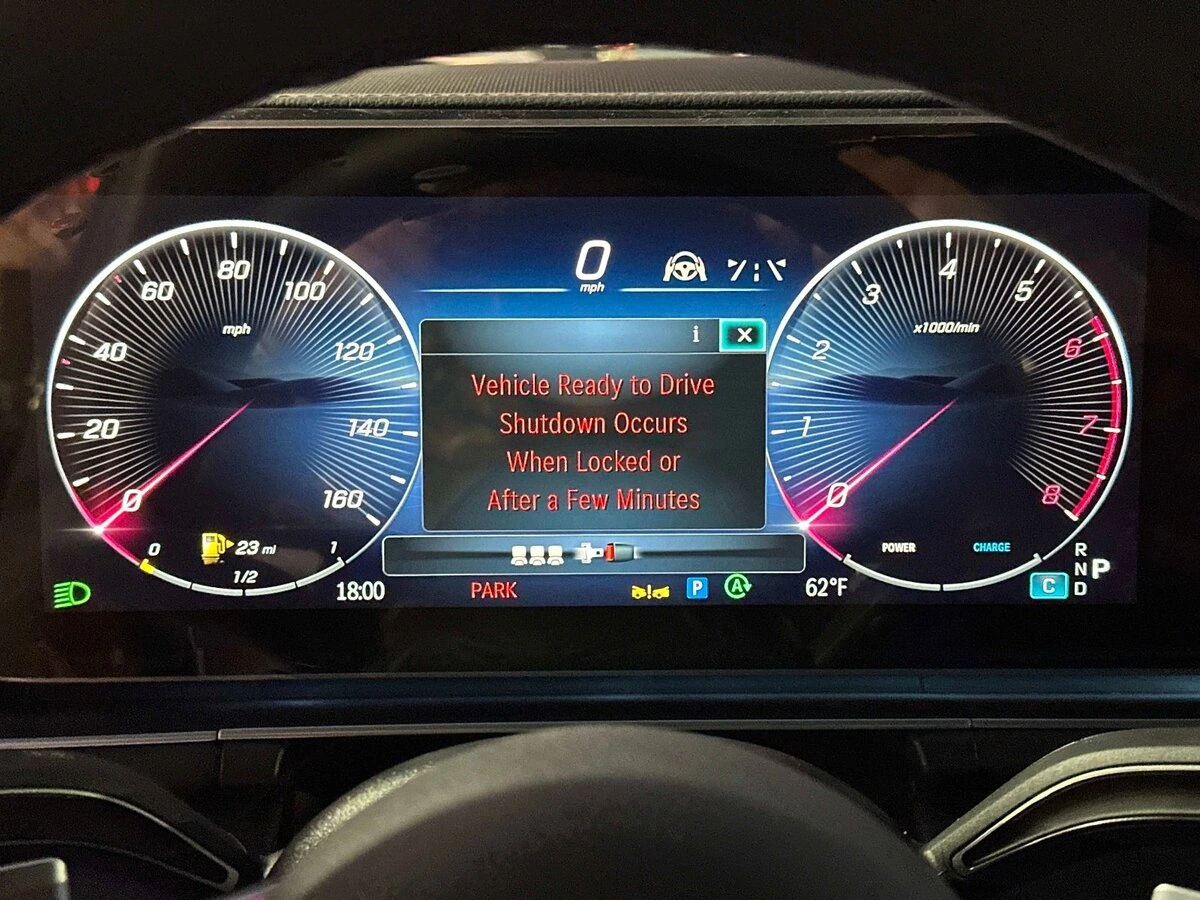 0
mph
i X
Vehicle Ready to Drive
Shutdown Occurs
When Locked or
After a Few Minutes
0 20 40 60 80 100 120 140 160
mph
0 1/2 1
23 mi
18:00
PARK
P
A
62°F
0 1 2 3 4 5 6 7 8
x1000/min
POWER CHARGE
C
R
N P
D